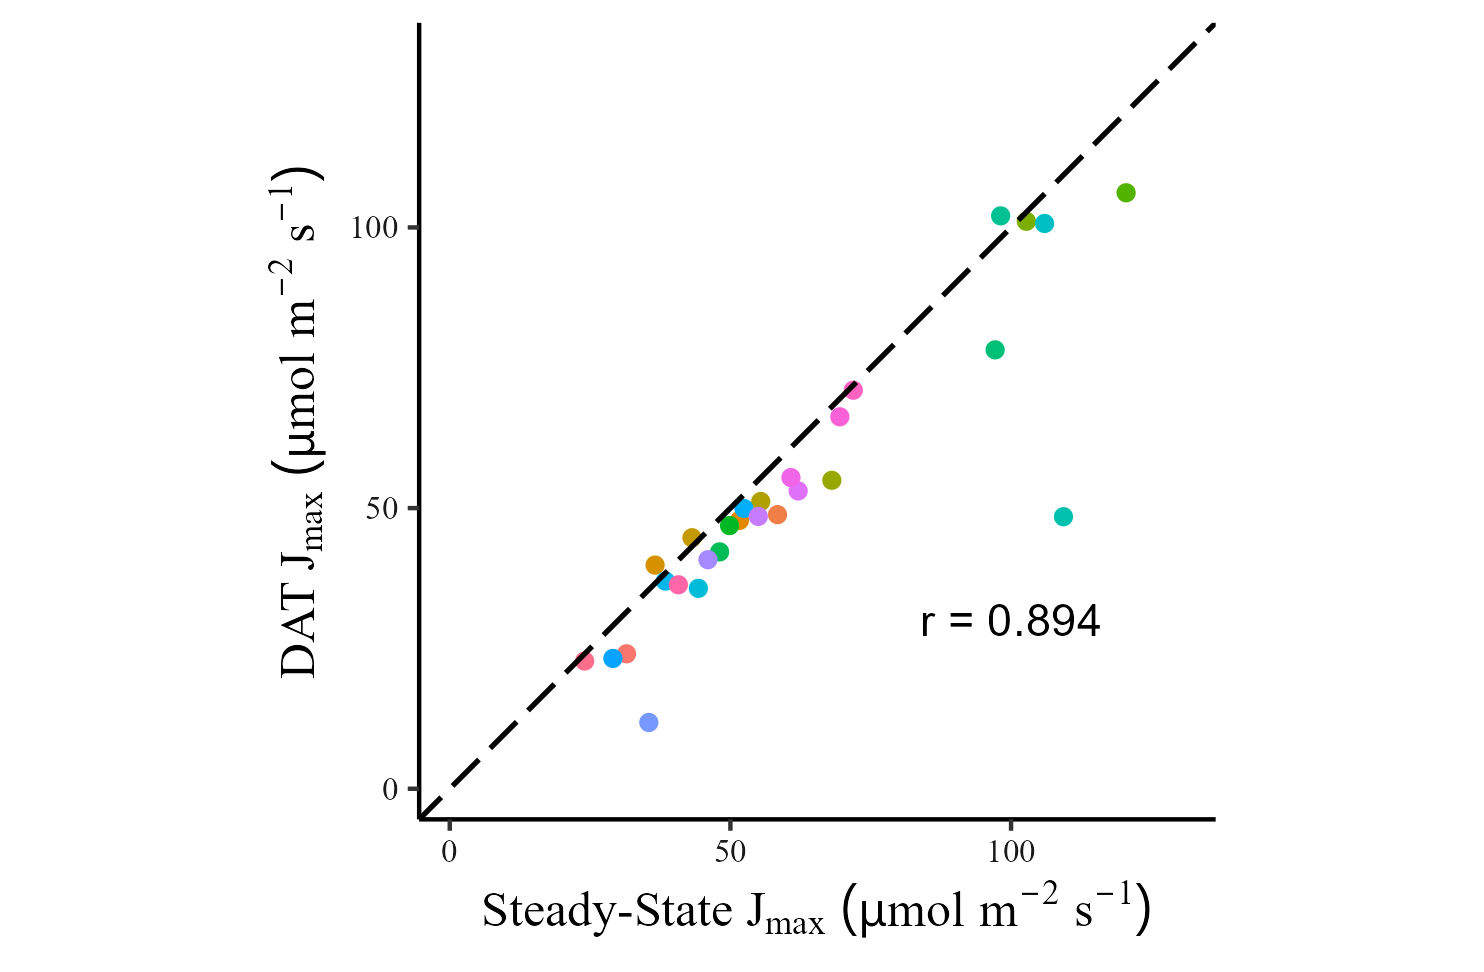 DAT Jmax (μmol m−2 s−1)
100
50
0
r = 0.894
0 50 100
Steady-State Jmax (μmol m−2 s−1)